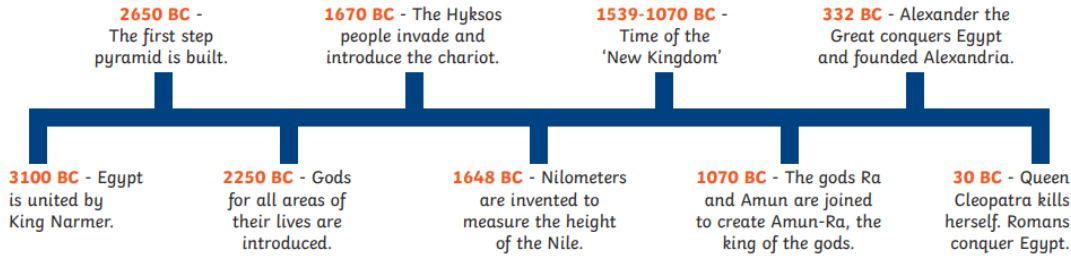 2650 BC -
The first step
pyramid is built.
1670 BC - The Hyksos
people invade and
introduce the chariot.
1539-1070 BC -
Time of the
‘New Kingdom’
332 BC - Alexander the
Great conquers Egypt
and founded Alexandria.
3100 BC - Egypt
is united by
King Narmer.
2250 BC - Gods
for all areas of
their lives are
introduced.
1648 BC - Nilometers
are invented to
measure the height
of the Nile.
1070 BC - The gods Ra
and Amun are joined
to create Amun-Ra, the
king of the gods.
30 BC - Queen
Cleopatra kills
herself. Romans
conquer Egypt.